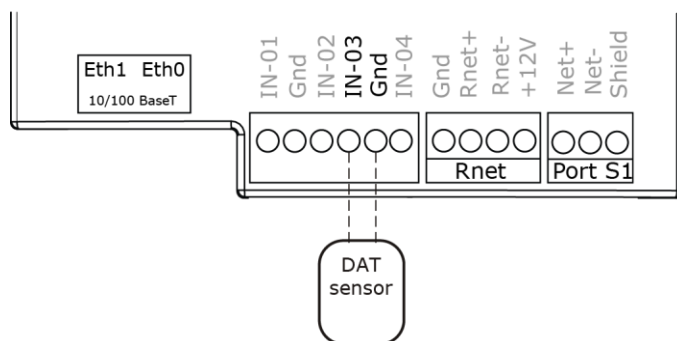 Eth1 Eth0
10/100 BaseT
IN-01
Gnd
IN-02
IN-03
Gnd
IN-04
Gnd
Rnet+
Rnet-
+12V
Net+
Net-
Shield
Rnet
Port S1
DAT
sensor